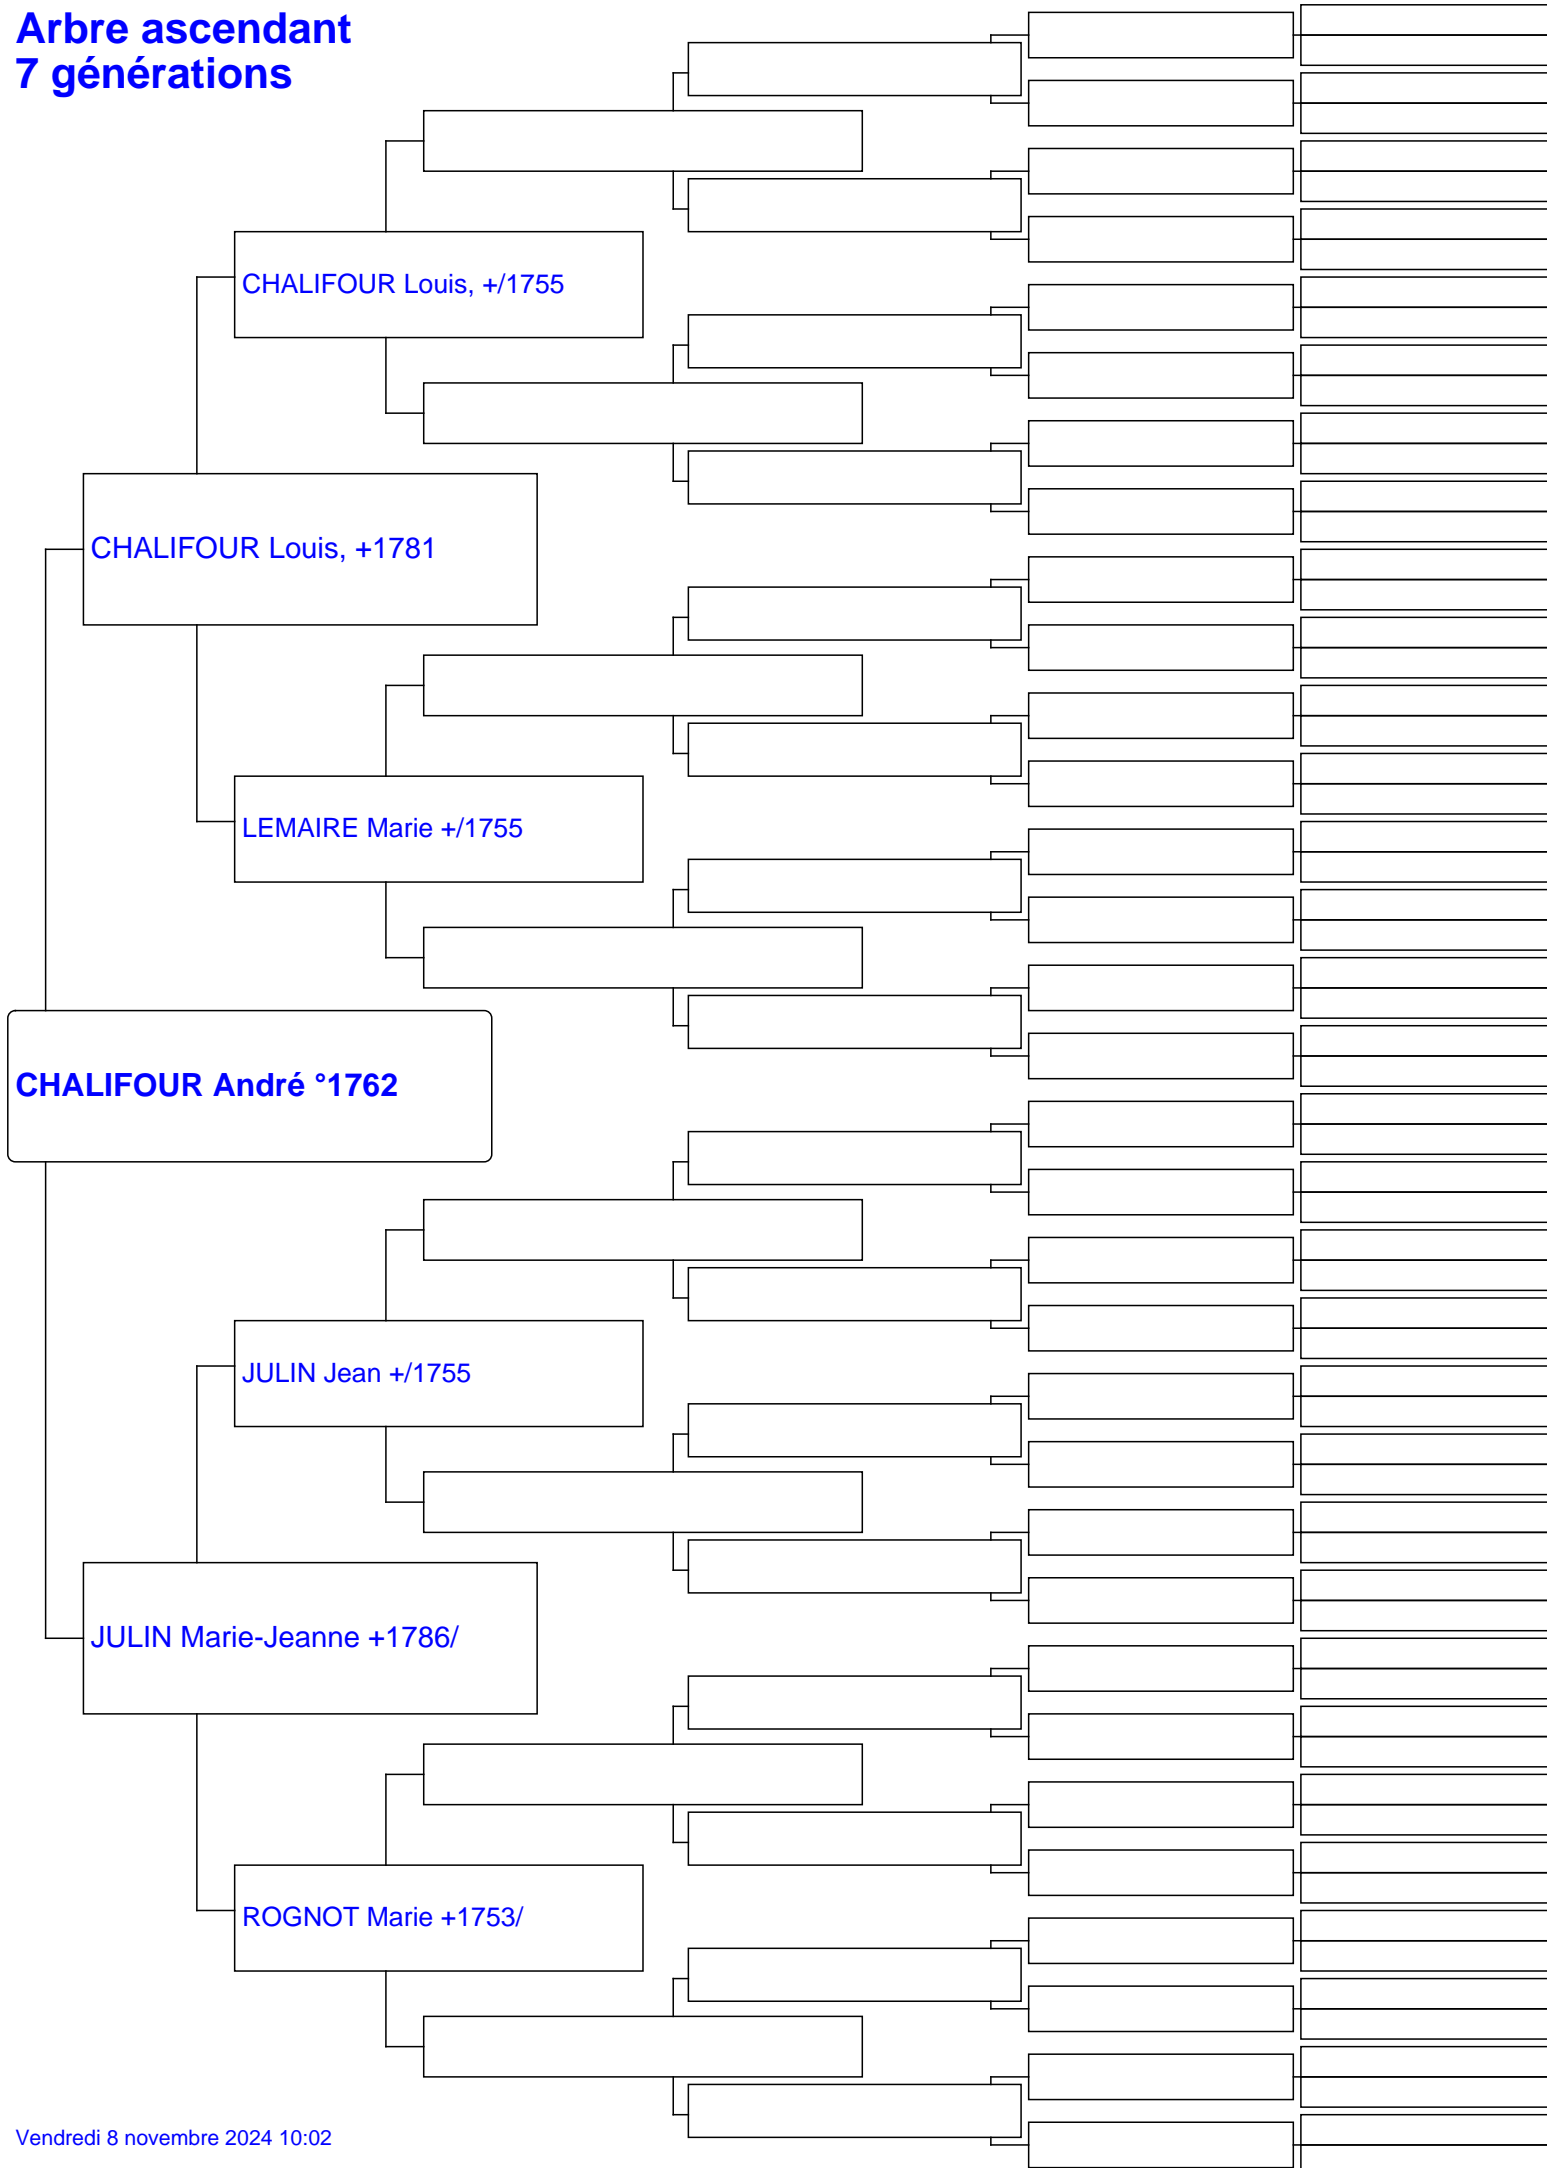 Arbre ascendant
7 générations
CHALIFOUR Louis, +/1755
CHALIFOUR Louis, +1781
LEMAIRE Marie +/1755
CHALIFOUR André °1762
JULIN Jean +/1755
JULIN Marie-Jeanne +1786/
ROGNOT Marie +1753/
Vendredi 8 novembre 2024 10:02